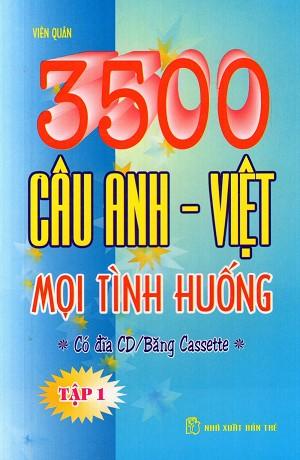 VIÊN QUÂN
3500
CÂU ANH - VIỆT
MỌI TÌNH HUỐNG
* Có đĩa CD/Băng Cassette *
TẬP 1
NHÀ XUẤT BẢN TRẺ